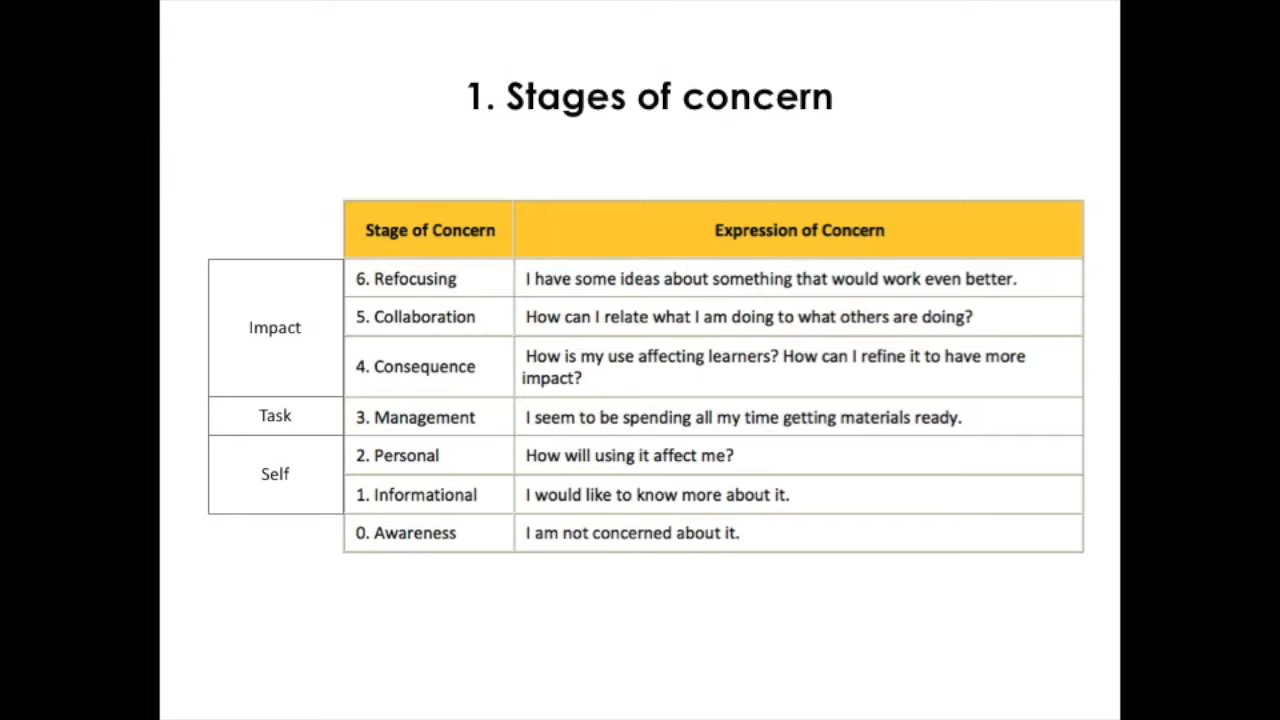 1. Stages of concern
Stage of Concern Expression of Concern
Impact
6. Refocusing I have some ideas about something that would work even better.
5. Collaboration How can I relate what I am doing to what others are doing?
4. Consequence How is my use affecting learners? How can I refine it to have more
impact?
Task
3. Management I seem to be spending all my time getting materials ready.
Self
2. Personal How will using it affect me?
1. Informational I would like to know more about it.
0. Awareness I am not concerned about it.